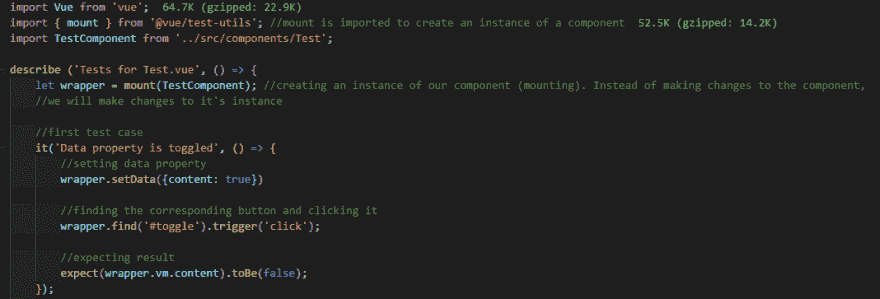 import Vue from 'vue';  64.7K (gzipped: 22.9K)
import { mount } from '@vue/test-utils'; //mount is imported to create an instance of a component  52.5K (gzipped: 14.2K)
import TestComponent from '../src/components/Test';
describe ('Tests for Test.vue', () => {
let wrapper = mount(TestComponent); //creating an instance of our component (mounting). Instead of making changes to the component,
//we will make changes to it's instance
//first test case
it('Data property is toggled', () => {
//setting data property
wrapper.setData({content: true})
//finding the corresponding button and clicking it
wrapper.find('#toggle').trigger('click');
//expecting result
expect(wrapper.vm.content).toBe(false);
});